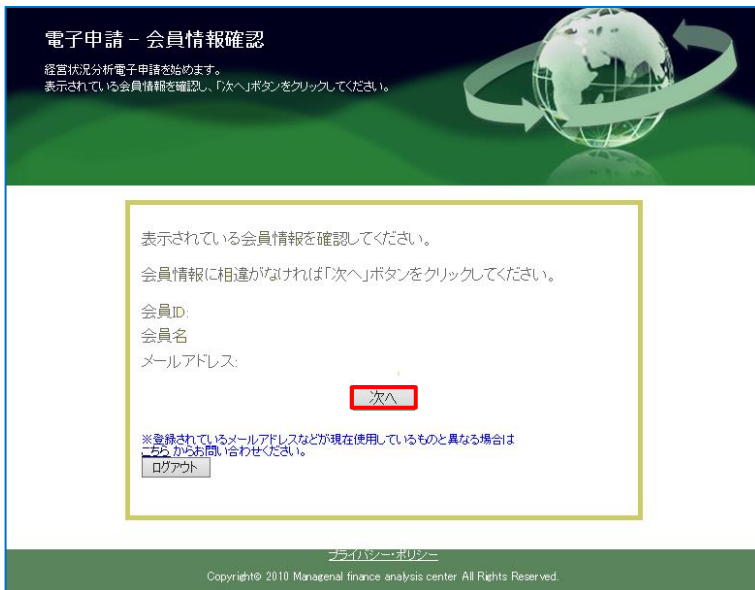 電子申請 – 会員情報確認
経営状況分析電子申請を始めます。
表示されている会員情報を確認し、「次へ」ボタンをクリックしてください。
表示されている会員情報を確認してください。
会員情報に相違がなければ「次へ」ボタンをクリックしてください。
会員ID:
会員名
メールアドレス:
次へ
※登録されているメールアドレスなどが現在使用しているものと異なる場合は
こちら からお問い合わせください。
ログアウト
プライバシー・ポリシー
Copyright© 2010 Managenal finance analysis center All Rights Reserved.